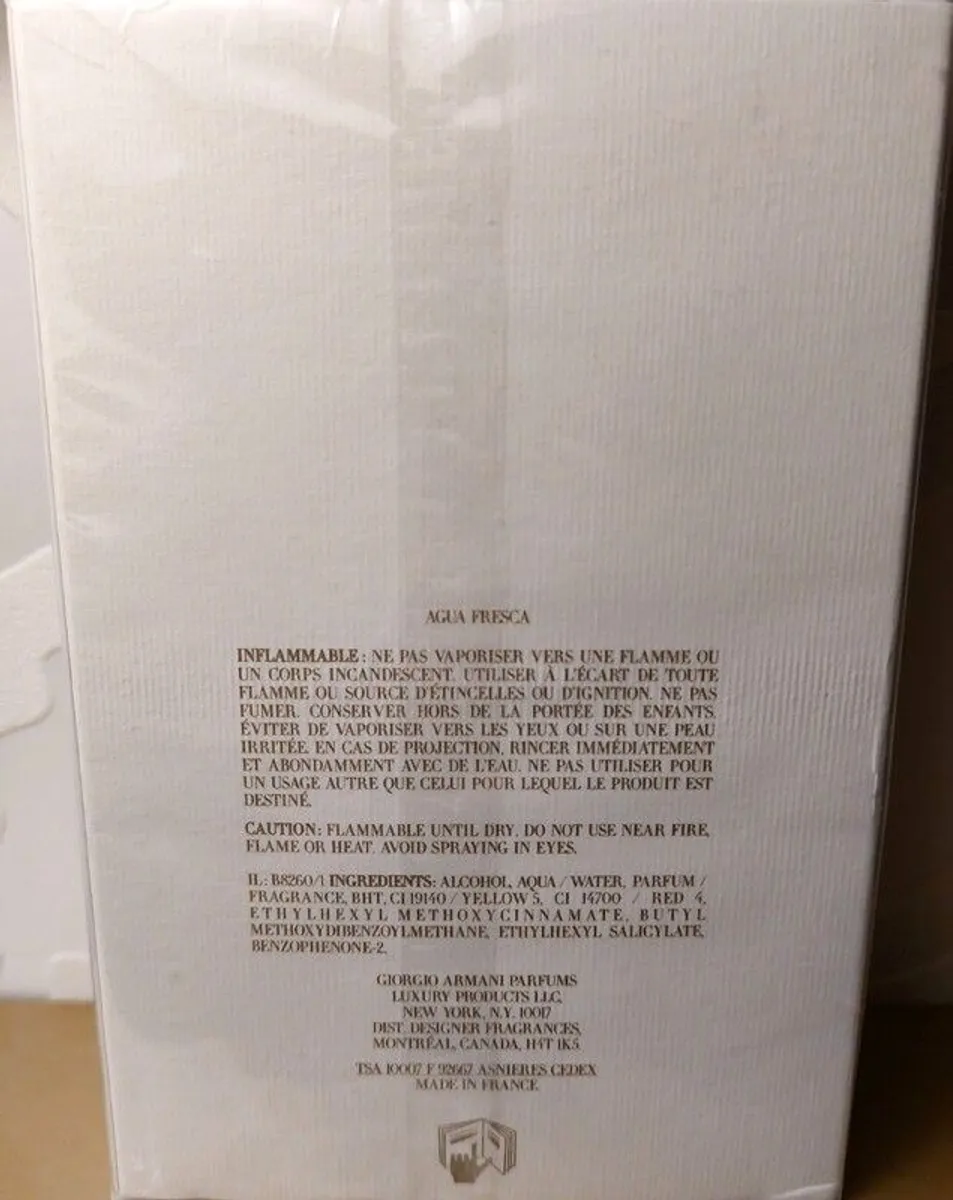 AGUA FRESCA
INFLAMMABLE : NE PAS VAPORISER VERS UNE FLAMME OU
UN CORPS INCANDESCENT. UTILISER À L'ÉCART DE TOUTE
FLAMME OU SOURCE D'ÉTINCELLES OU D'IGNITION. NE PAS
FUMER. CONSERVER HORS DE LA PORTÉE DES ENFANTS.
ÉVITER DE VAPORISER VERS LES YEUX OU SUR UNE PEAU
IRRITÉE. EN CAS DE PROJECTION, RINCER IMMÉDIATEMENT
ET ABONDAMMENT AVEC DE L'EAU. NE PAS UTILISER POUR
UN USAGE AUTRE QUE CELUI POUR LEQUEL LE PRODUIT EST
DESTINÉ.
CAUTION: FLAMMABLE UNTIL DRY. DO NOT USE NEAR FIRE,
FLAME OR HEAT. AVOID SPRAYING IN EYES.
IL: B8260/1 INGREDIENTS: ALCOHOL, AQUA / WATER, PARFUM /
FRAGRANCE, BHT, CI 19140 / YELLOW 5, CI 14700 / RED 4,
ETHYLHEXYL METHOXYCINNAMATE, BUTYL
METHOXYDIBENZOYLMETHANE, ETHYLHEXYL SALICYLATE,
BENZOPHENONE-2.
GIORGIO ARMANI PARFUMS
LUXURY PRODUCTS LLC,
NEW YORK, N.Y. 10017
DIST. DESIGNER FRAGRANCES,
MONTRÉAL, CANADA, H4T 1K5.
TSA 10007 F 92667 ASNIERES CEDEX
MADE IN FRANCE